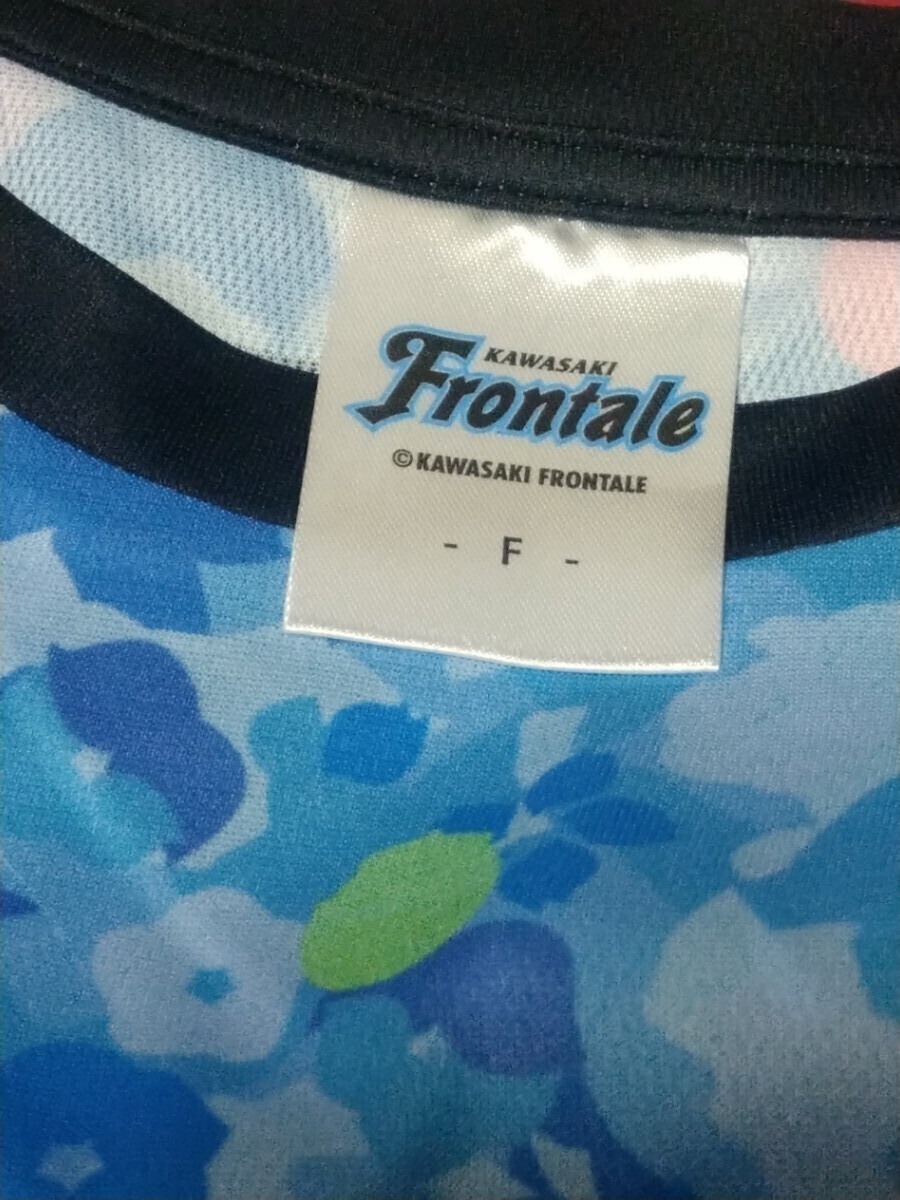 KAWASAKI
Frontale
©KAWASAKI FRONTALE
- F -